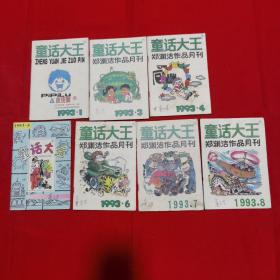 童话大王
ZHENG YUAN JIE ZUO PIN
PiPiLu
1993·1
童话大王
郑渊洁作品月刊
1993·3
童话大王
郑渊洁作品月刊
1993·4
童话大王
童话大王
郑渊洁作品月刊
1993·6
童话大王
郑渊洁作品月刊
1993.7
童话大王
郑渊洁作品月刊
1993.8